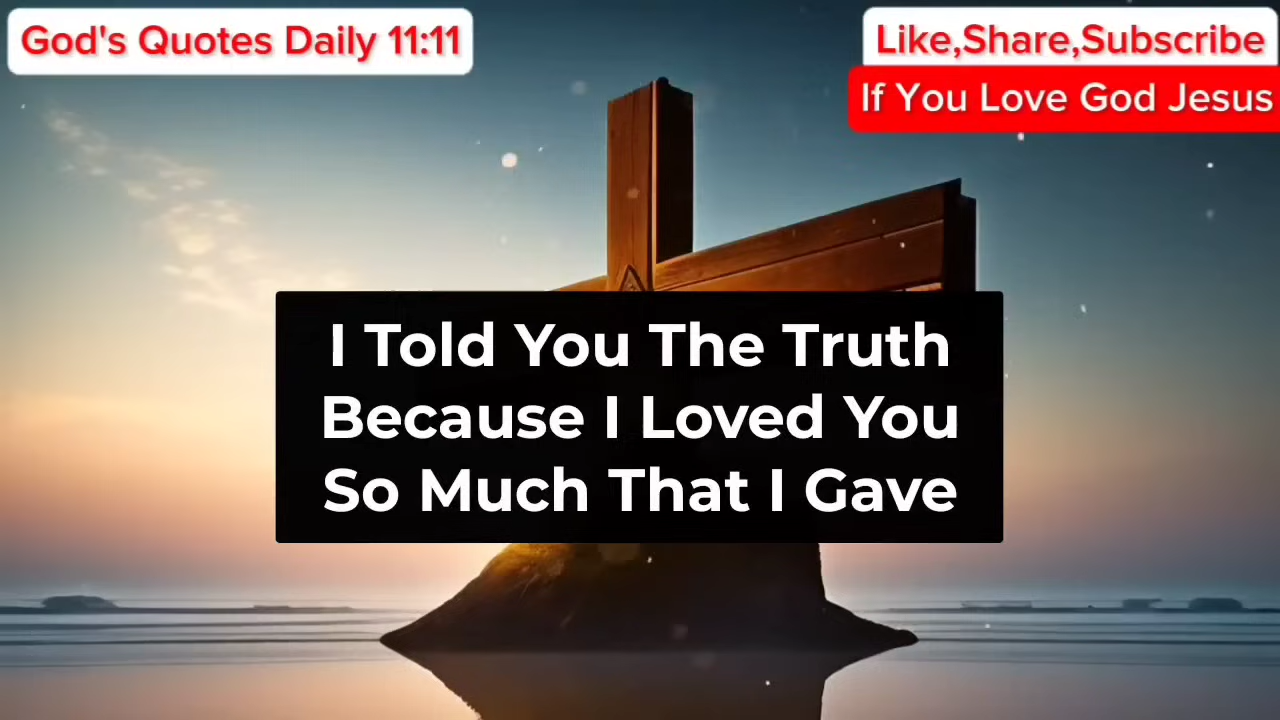 God's Quotes Daily 11:11
Like,Share,Subscribe
If You Love God Jesus
I Told You The Truth
Because I Loved You
So Much That I Gave